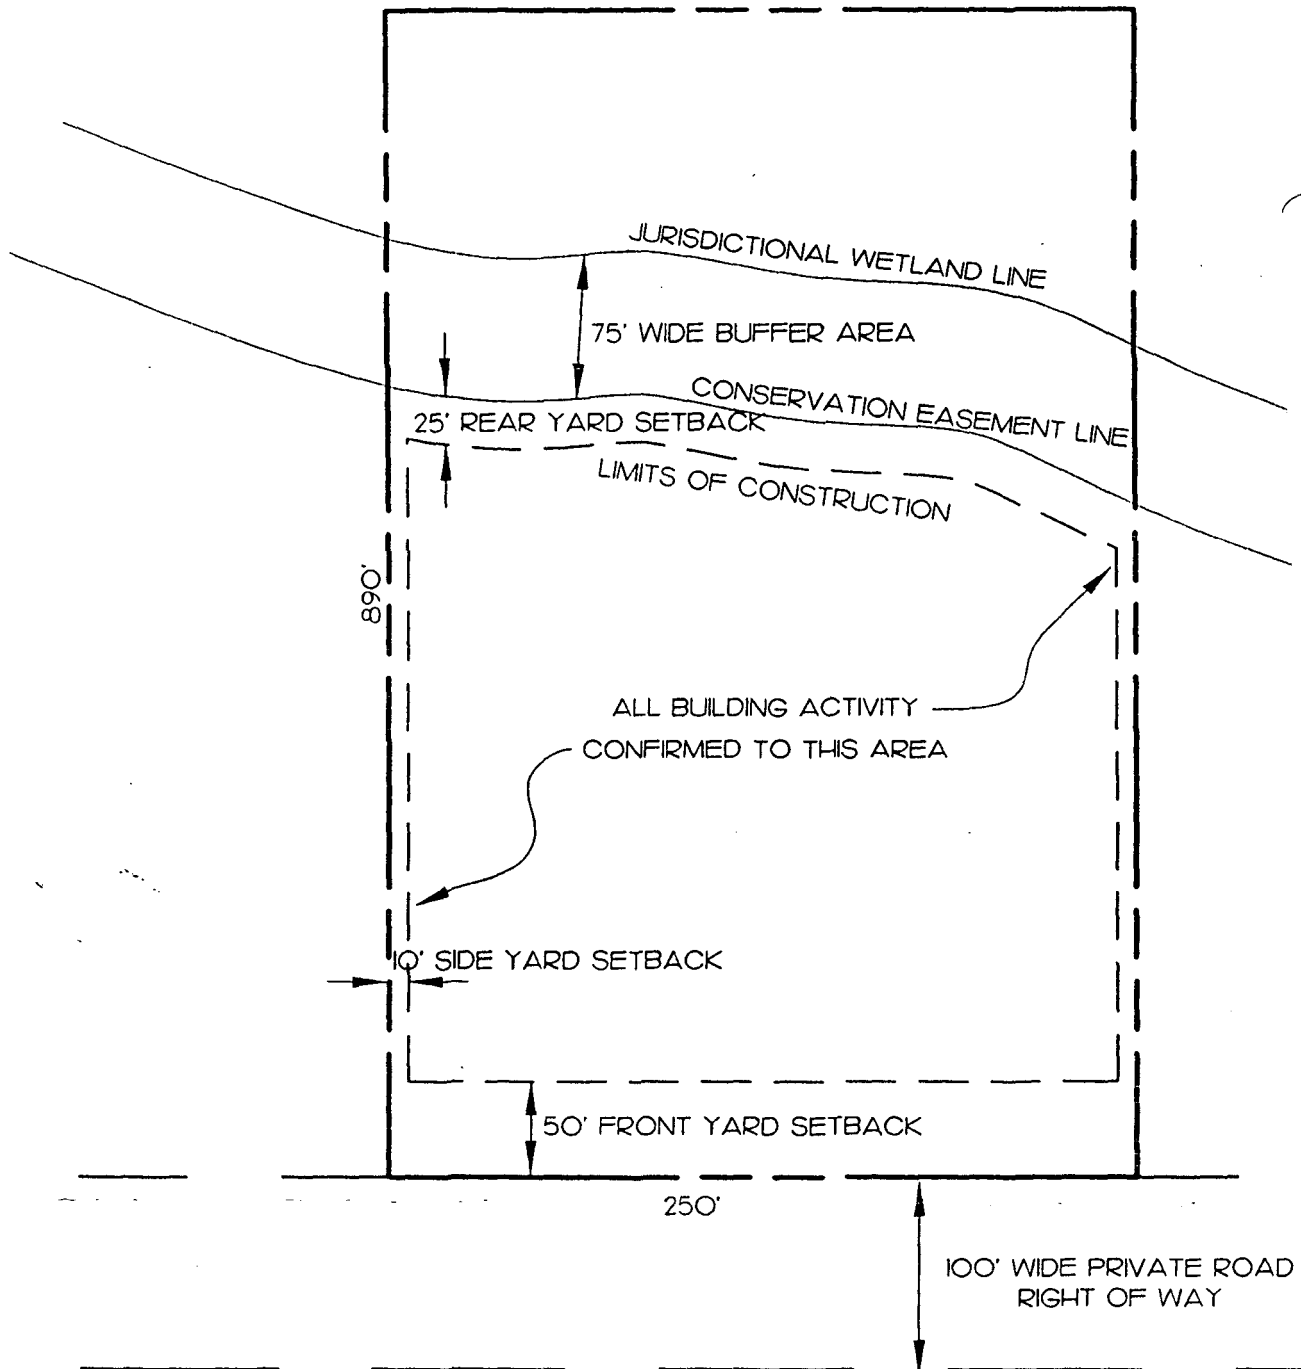 JURISDICTIONAL WETLAND LINE
75' WIDE BUFFER AREA
CONSERVATION EASEMENT LINE
25' REAR YARD SETBACK
LIMITS OF CONSTRUCTION
890'
ALL BUILDING ACTIVITY
CONFIRMED TO THIS AREA
10' SIDE YARD SETBACK
50' FRONT YARD SETBACK
250'
100' WIDE PRIVATE ROAD
RIGHT OF WAY